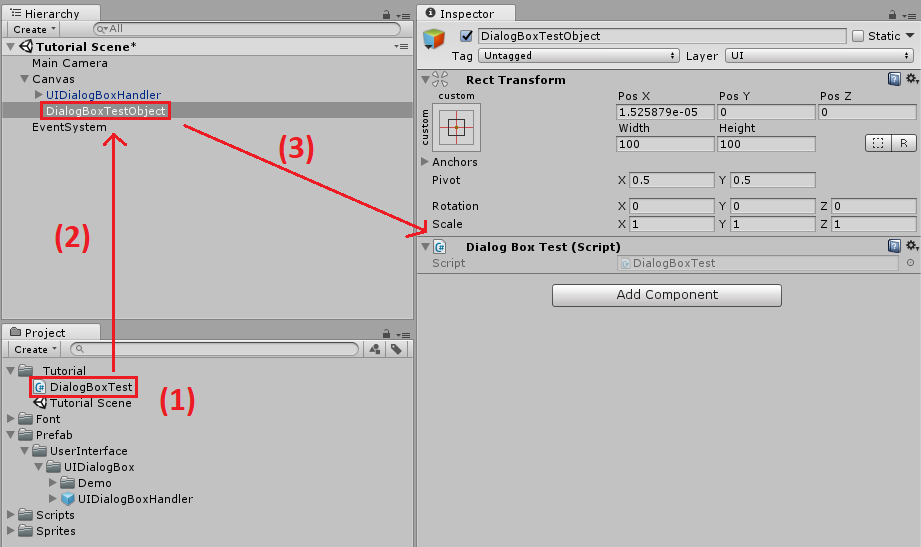 Hierarchy
Create
All
Tutorial Scene*
Main Camera
Canvas
UIDialogBoxHandler
DialogBoxTestObject
EventSystem
(2)
(3)
Project
Create
_Tutorial
DialogBoxTest
(1)
Tutorial Scene
Font
Prefab
UserInterface
UIDialogBox
Demo
UIDialogBoxHandler
Scripts
Sprites
Inspector
DialogBoxTestObject Static
Tag Untagged Layer UI
Rect Transform
custom Pos X Pos Y Pos Z
custom 1.525879e-05 0 0
Width Height
100 100 R
Anchors
Pivot X 0.5 Y 0.5
Rotation X 0 Y 0 Z 0
Scale X 1 Y 1 Z 1
C# Dialog Box Test (Script)
Script DialogBoxTest
Add Component